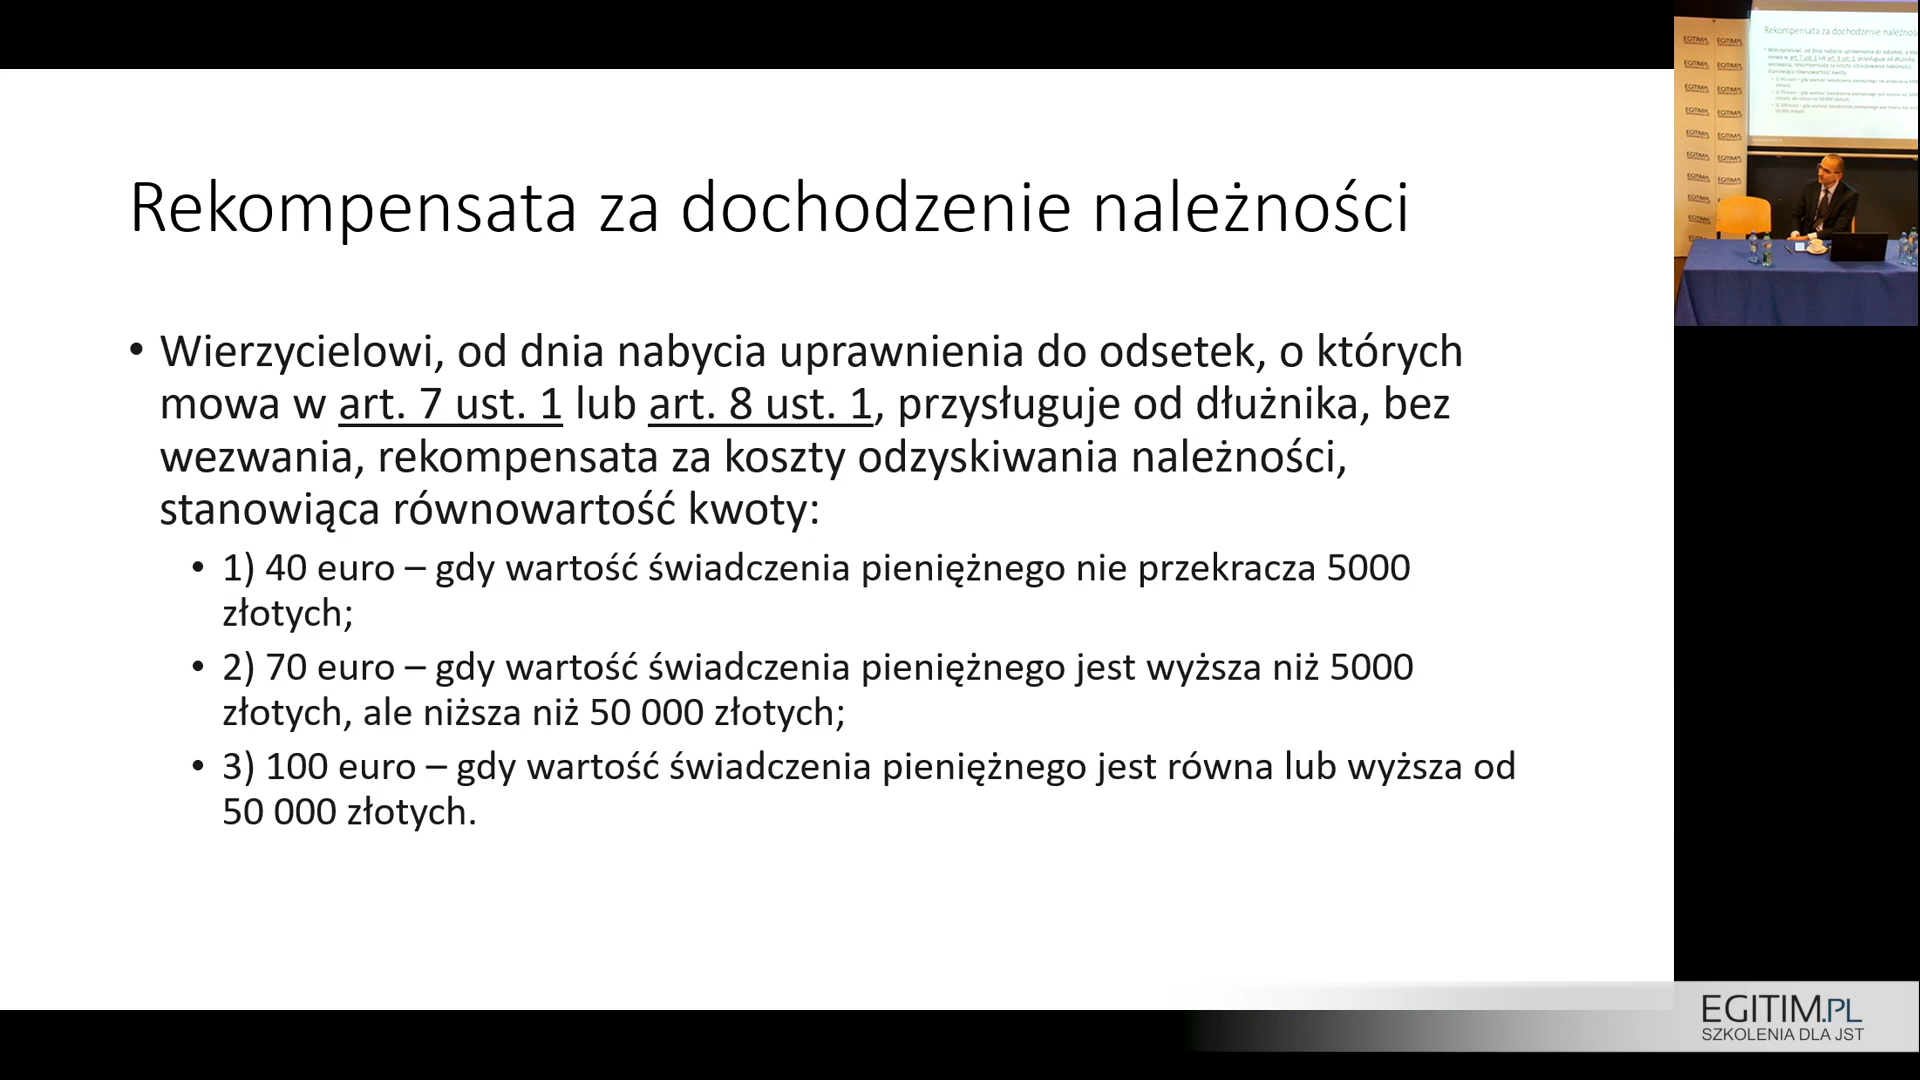 Rekompensata za dochodzenie należności
• Wierzycielowi, od dnia nabycia uprawnienia do odsetek, o których
mowa w art. 7 ust. 1 lub art. 8 ust. 1, przysługuje od dłużnika, bez
wezwania, rekompensata za koszty odzyskiwania należności,
stanowiąca równowartość kwoty:
• 1) 40 euro – gdy wartość świadczenia pieniężnego nie przekracza 5000
złotych;
• 2) 70 euro – gdy wartość świadczenia pieniężnego jest wyższa niż 5000
złotych, ale niższa niż 50 000 złotych;
• 3) 100 euro – gdy wartość świadczenia pieniężnego jest równa lub wyższa od
50 000 złotych.
Rekompensata za dochodzenie
EGITIM.PL
SZKOLENIA DLA JST